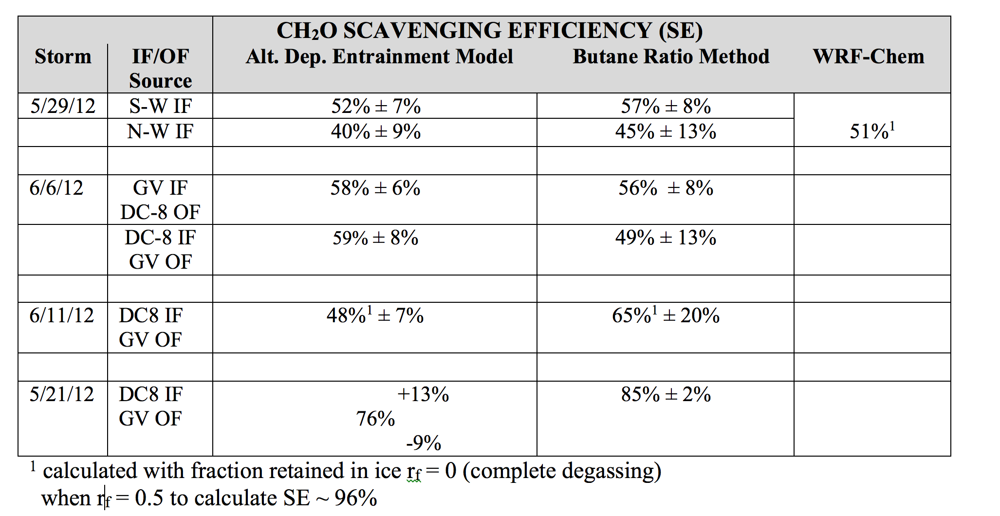 CH₂O SCAVENGING EFFICIENCY (SE)
Storm IF/OF Source Alt. Dep. Entrainment Model Butane Ratio Method WRF-Chem
5/29/12 S-W IF 52% ± 7% 57% ± 8%
N-W IF 40% ± 9% 45% ± 13% 51%¹
6/6/12 GV IF 58% ± 6% 56% ± 8%
DC-8 OF
DC-8 IF 59% ± 8% 49% ± 13%
GV OF
6/11/12 DC8 IF 48%¹ ± 7% 65%¹ ± 20%
GV OF
5/21/12 DC8 IF +13% 85% ± 2%
GV OF 76%
-9%
¹ calculated with fraction retained in ice rf = 0 (complete degassing)
when rf = 0.5 to calculate SE ~ 96%